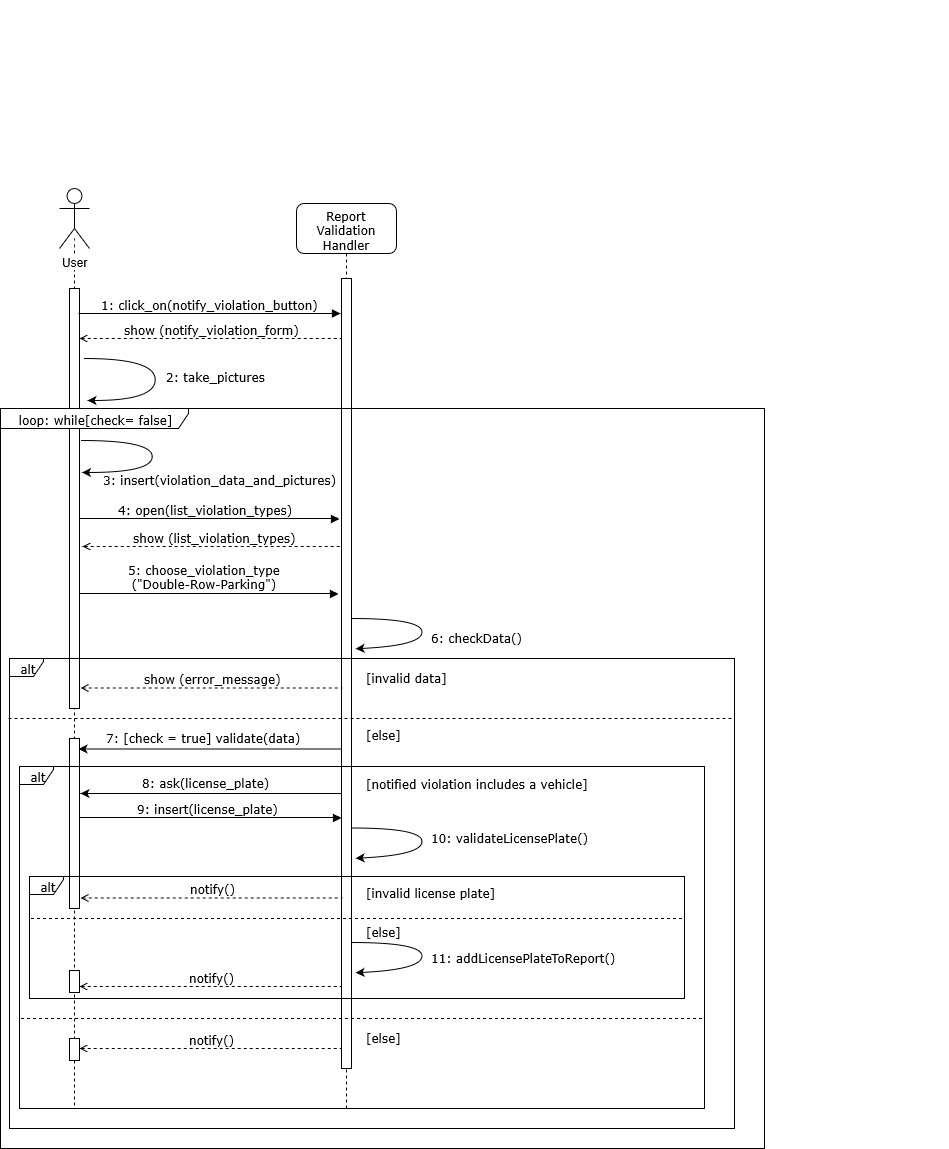 Report
Validation
Handler
User
1: click_on(notify_violation_button)
show (notify_violation_form)
2: take_pictures
loop: while[check= false]
3: insert(violation_data_and_pictures)
4: open(list_violation_types)
show (list_violation_types)
5: choose_violation_type
("Double-Row-Parking")
6: checkData()
alt
show (error_message)
[invalid data]
7: [check = true] validate(data)
[else]
alt
8: ask(license_plate)
[notified violation includes a vehicle]
9: insert(license_plate)
10: validateLicensePlate()
alt
notify()
[invalid license plate]
[else]
11: addLicensePlateToReport()
notify()
notify()
[else]